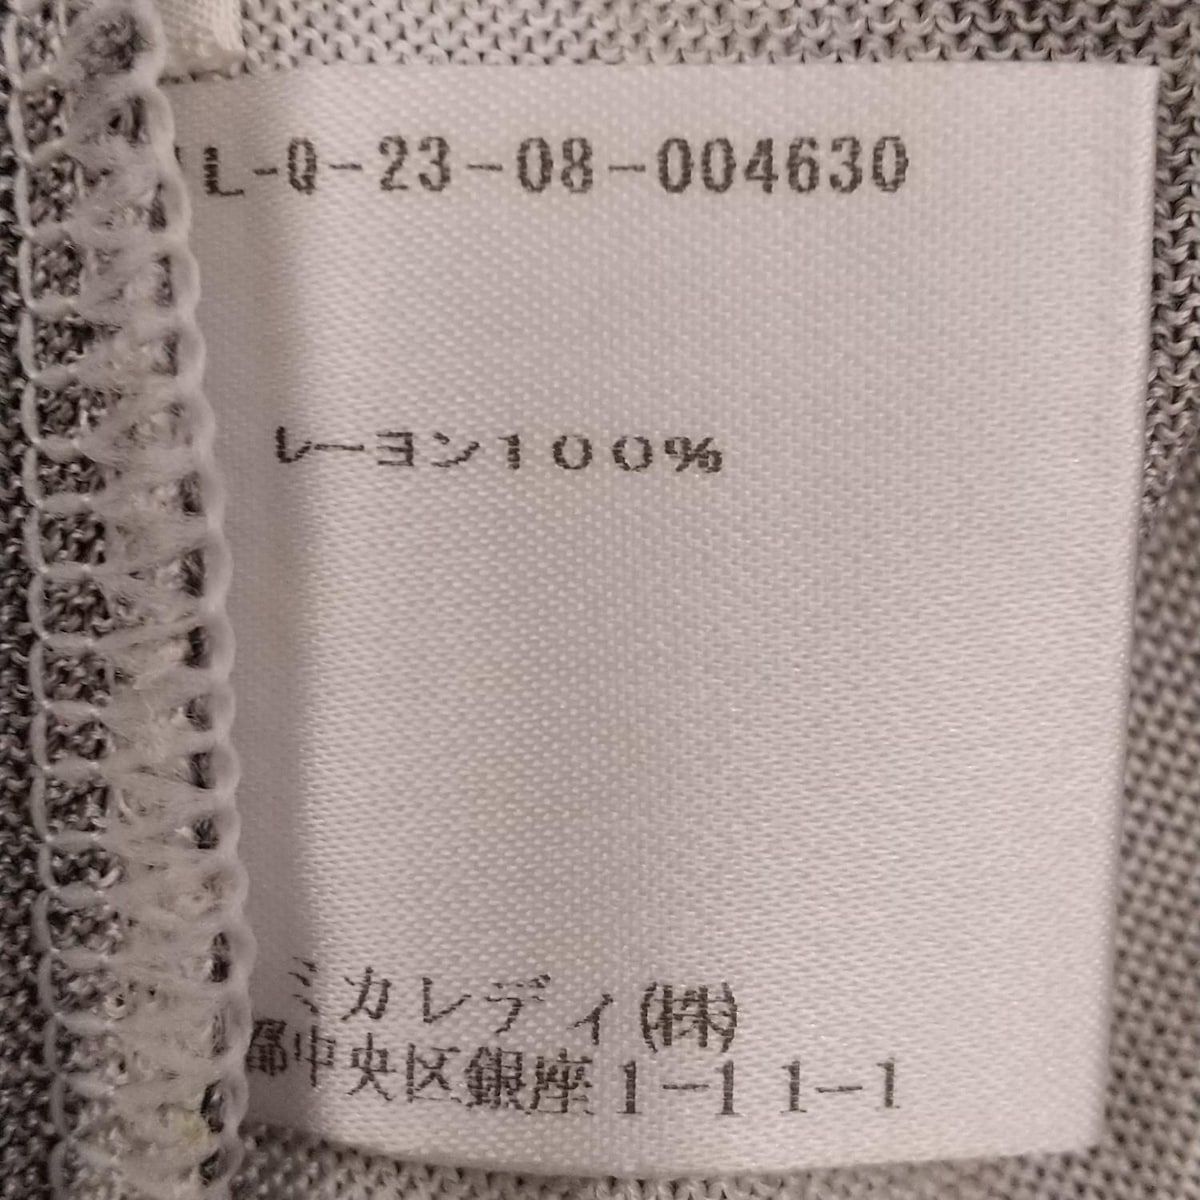 L-Q-23-08-004630
レーヨン100%
ミカレディ(株)
都中央区銀座1-11-1